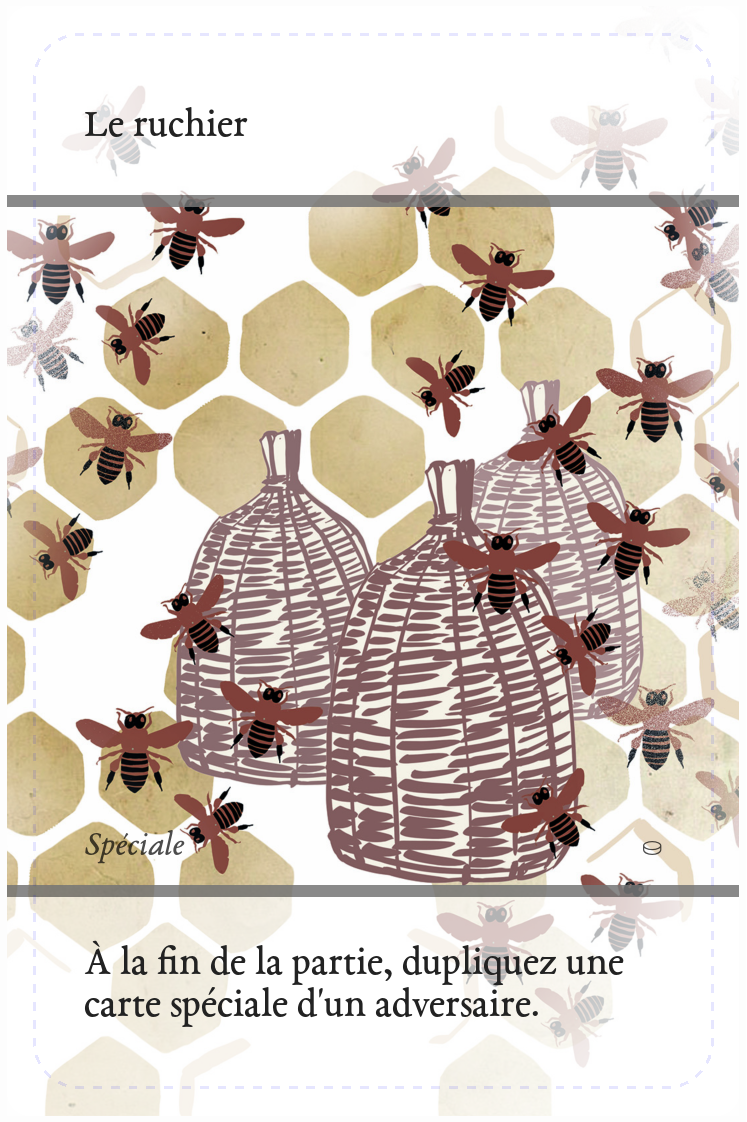 Le ruchier
Spéciale
À la fin de la partie, dupliquez une
carte spéciale d'un adversaire.